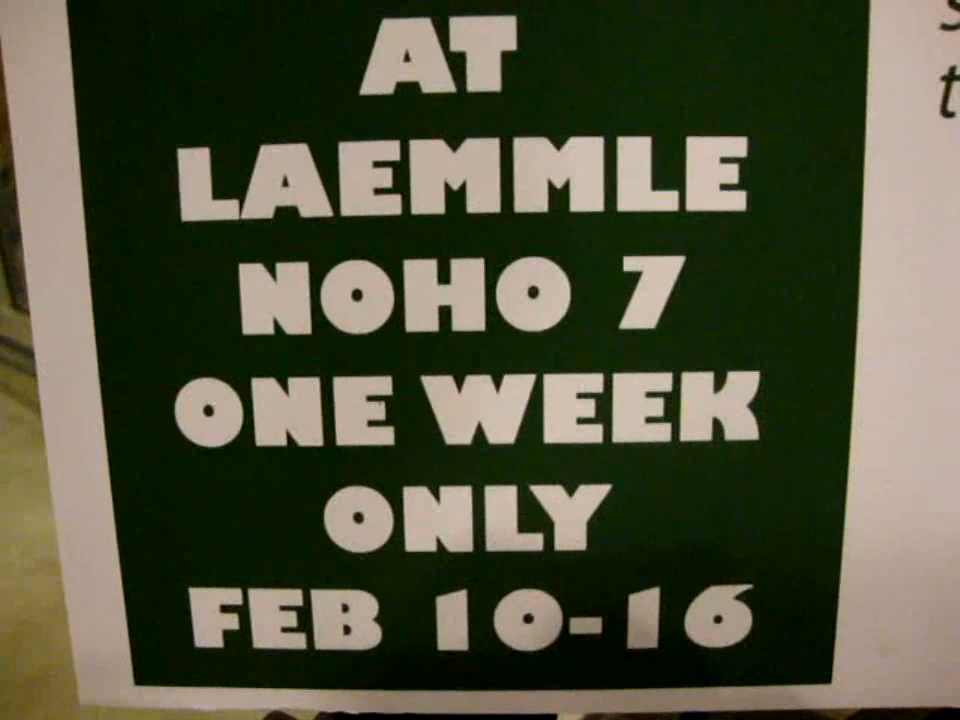 AT
LAEMMLE
NOHO 7
ONE WEEK
ONLY
FEB 10-16